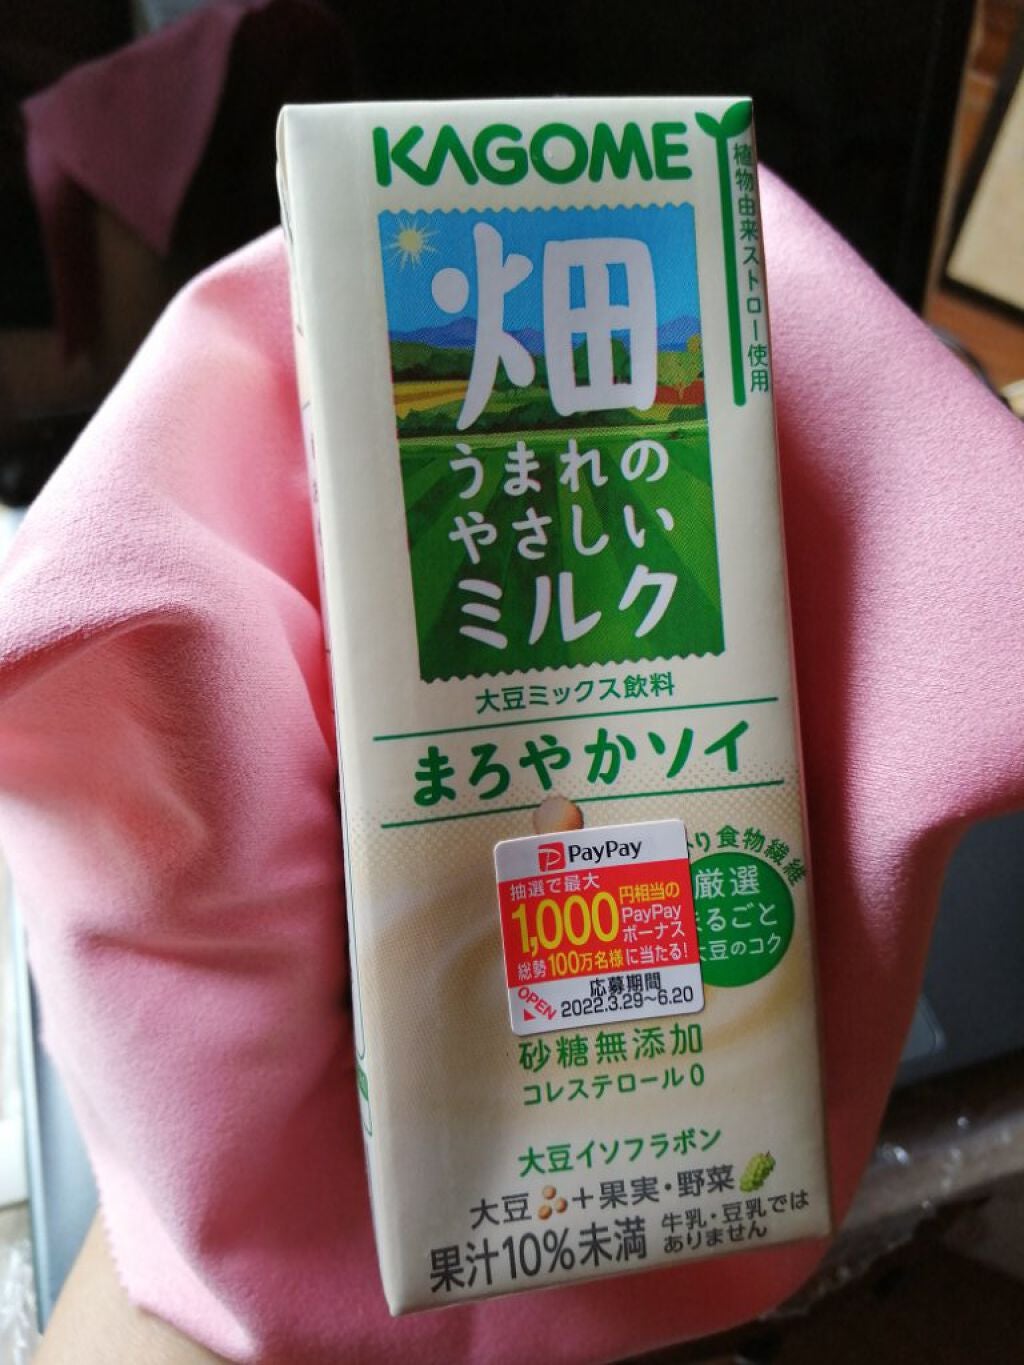 KAGOME
植物由来ストロー使用
畑
うまれの
やさしい
ミルク
大豆ミックス飲料
まろやかソイ
り食物繊維
厳選
まるごと
大豆のコク
PayPay
抽選で最大
1,000円相当の
PayPay
ボーナス
総勢100万名様に当たる!
OPEN
応募期間
2022.3.29~6.20
砂糖無添加
コレステロール0
大豆イソフラボン
大豆+果実・野菜
果汁10%未満
牛乳・豆乳では
ありません